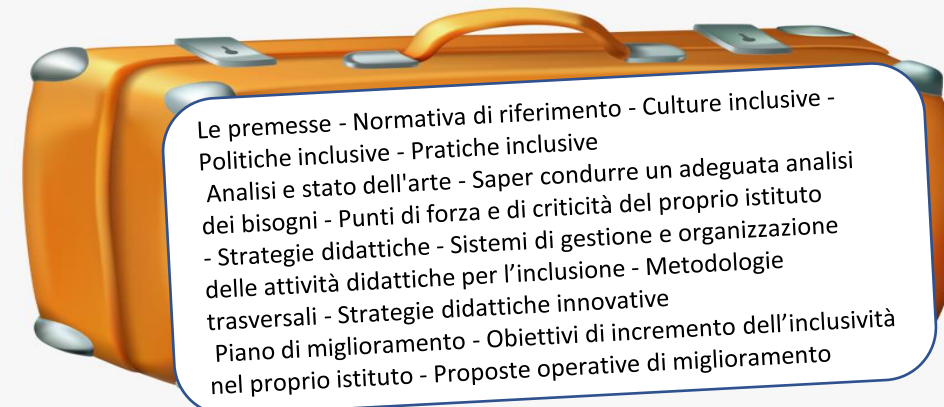 Le premesse - Normativa di riferimento - Culture inclusive -
Politiche inclusive - Pratiche inclusive
Analisi e stato dell'arte - Saper condurre un adeguata analisi
dei bisogni - Punti di forza e di criticità del proprio istituto
- Strategie didattiche - Sistemi di gestione e organizzazione
delle attività didattiche per l’inclusione - Metodologie
trasversali - Strategie didattiche innovative
Piano di miglioramento - Obiettivi di incremento dell’inclusività
nel proprio istituto - Proposte operative di miglioramento